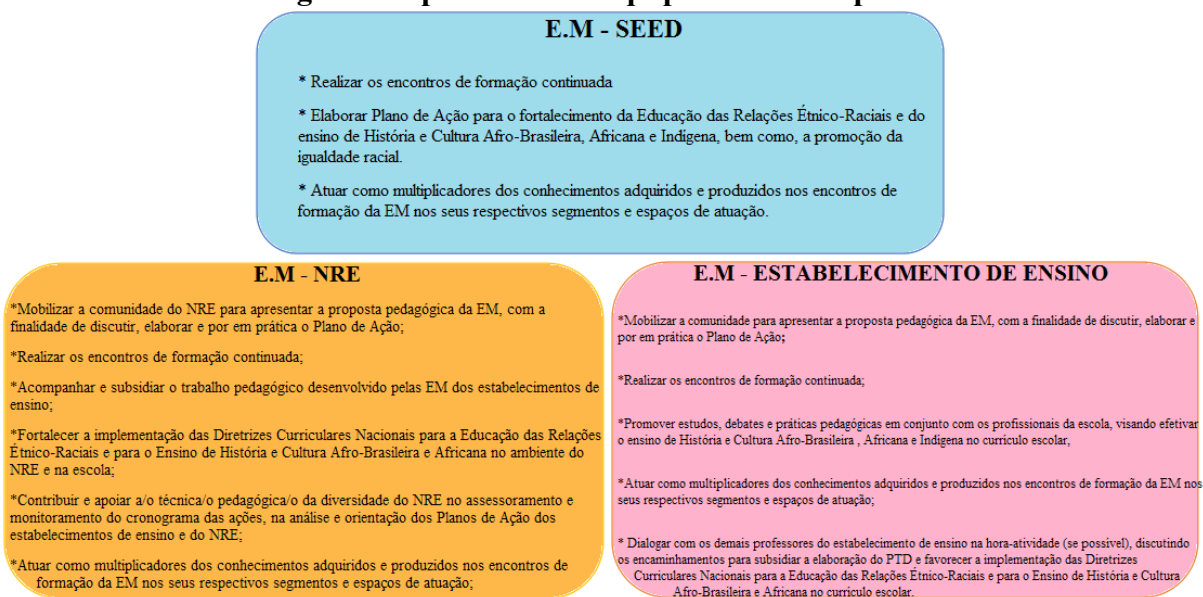 E.M - SEED
* Realizar os encontros de formação continuada
* Elaborar Plano de Ação para o fortalecimento da Educação das Relações Étnico-Raciais e do
ensino de História e Cultura Afro-Brasileira, Africana e Indígena, bem como, a promoção da
igualdade racial.
* Atuar como multiplicadores dos conhecimentos adquiridos e produzidos nos encontros de
formação da EM nos seus respectivos segmentos e espaços de atuação.
E.M - NRE
*Mobilizar a comunidade do NRE para apresentar a proposta pedagógica da EM, com a
finalidade de discutir, elaborar e por em prática o Plano de Ação;
*Realizar os encontros de formação continuada;
*Acompanhar e subsidiar o trabalho pedagógico desenvolvido pelas EM dos estabelecimentos de
ensino;
*Fortalecer a implementação das Diretrizes Curriculares Nacionais para a Educação das Relações
Étnico-Raciais e para o Ensino de História e Cultura Afro-Brasileira e Africana no ambiente do
NRE e na escola;
*Contribuir e apoiar a/o técnica/o pedagógica/o da diversidade do NRE no assessoramento e
monitoramento do cronograma das ações, na análise e orientação dos Planos de Ação dos
estabelecimentos de ensino e do NRE;
*Atuar como multiplicadores dos conhecimentos adquiridos e produzidos nos encontros de
formação da EM nos seus respectivos segmentos e espaços de atuação;
E.M - ESTABELECIMENTO DE ENSINO
*Mobilizar a comunidade para apresentar a proposta pedagógica da EM, com a finalidade de discutir, elaborar e
por em prática o Plano de Ação;
*Realizar os encontros de formação continuada;
*Promover estudos, debates e práticas pedagógicas em conjunto com os profissionais da escola, visando efetivar
o ensino de História e Cultura Afro-Brasileira , Africana e Indígena no currículo escolar,
*Atuar como multiplicadores dos conhecimentos adquiridos e produzidos nos encontros de formação da EM nos
seus respectivos segmentos e espaços de atuação;
* Dialogar com os demais professores do estabelecimento de ensino na hora-atividade (se possível), discutindo
os encaminhamentos para subsidiar a elaboração do PTD e favorecer a implementação das Diretrizes
Curriculares Nacionais para a Educação das Relações Étnico-Raciais e para o Ensino de História e Cultura
Afro-Brasileira e Africana no currículo escolar.